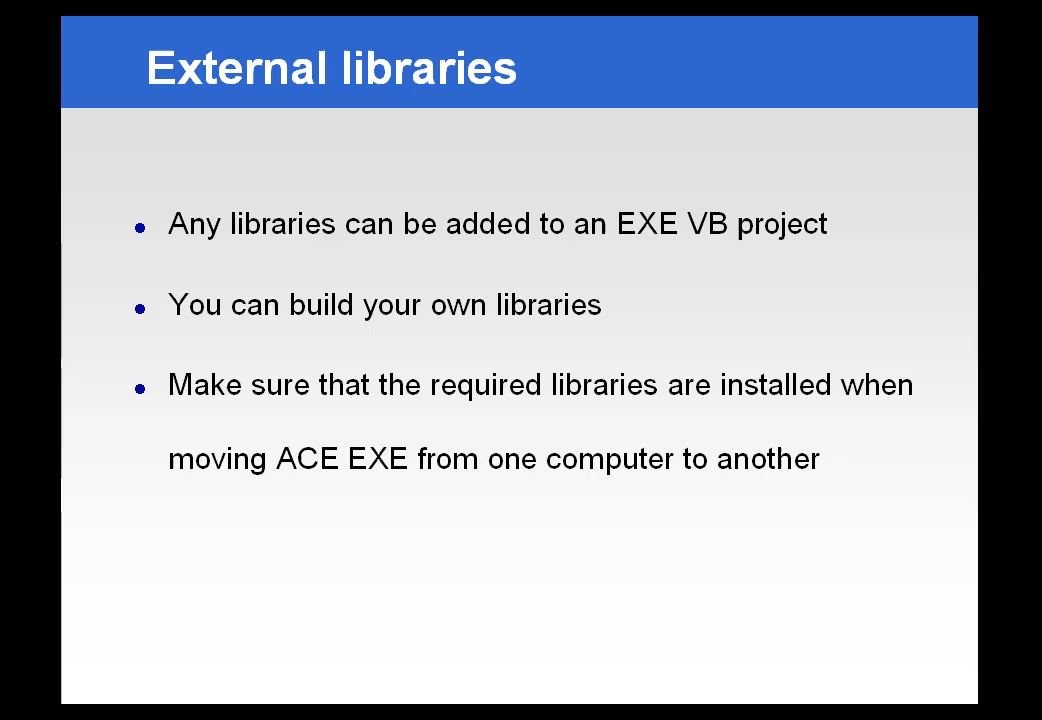 External libraries
Any libraries can be added to an EXE VB project
You can build your own libraries
Make sure that the required libraries are installed when
moving ACE EXE from one computer to another